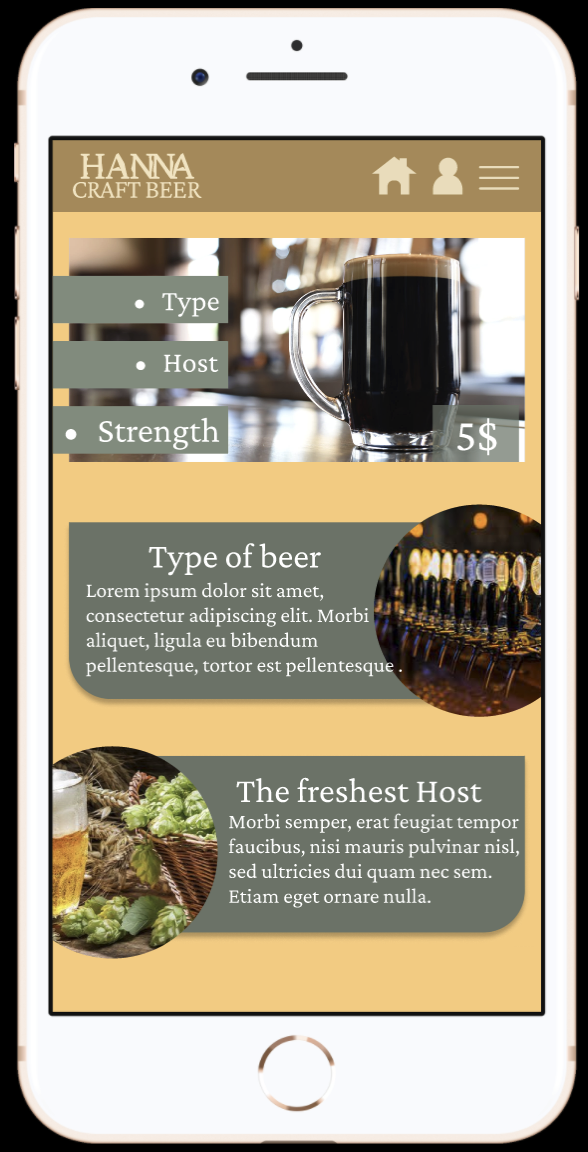 HANNA
CRAFT BEER
• Type
• Host
• Strength
5$
Type of beer
Lorem ipsum dolor sit amet,
consectetur adipiscing elit. Morbi
aliquet, ligula eu bibendum
pellentesque, tortor est pellentesque .
The freshest Host
Morbi semper, erat feugiat tempor
faucibus, nisi mauris pulvinar nisl,
sed ultricies dui quam nec sem.
Etiam eget ornare nulla.